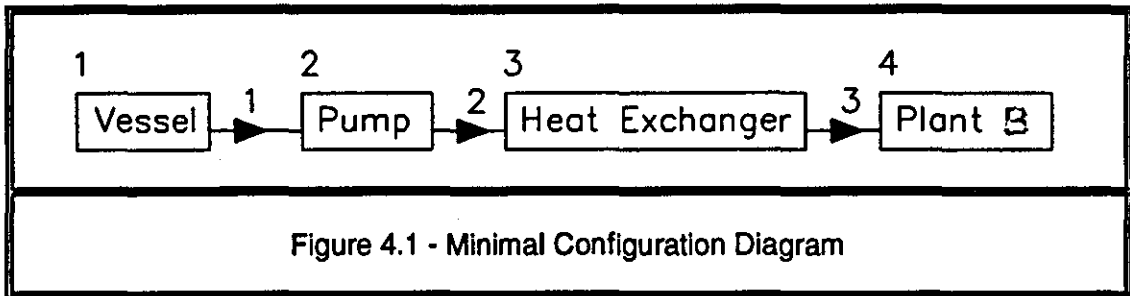 1 2 3 4
Vessel 1 Pump 2 Heat Exchanger 3 Plant B
Figure 4.1 - Minimal Configuration Diagram